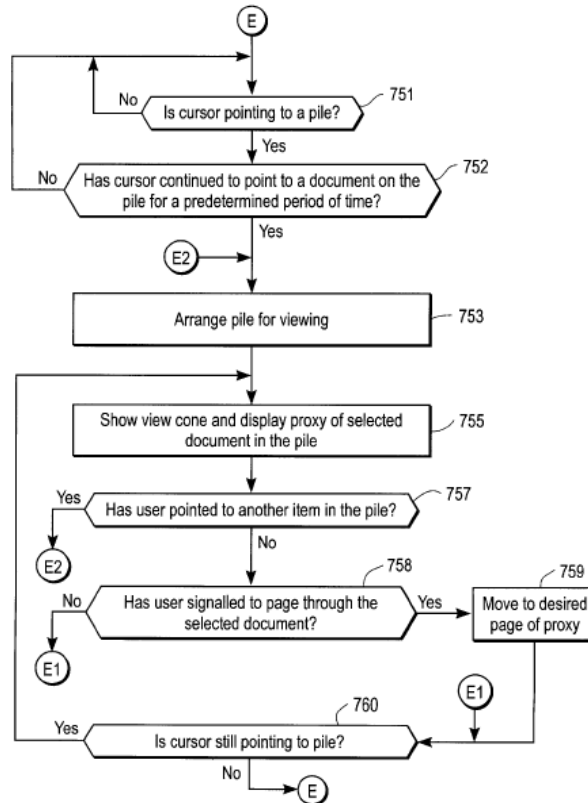 E
No
Is cursor pointing to a pile?
751
Yes
No
Has cursor continued to point to a document on the
pile for a predetermined period of time?
752
Yes
E2
Arrange pile for viewing
753
Show view cone and display proxy of selected
document in the pile
755
Yes
Has user pointed to another item in the pile?
757
E2
No
758
759
No
Has user signalled to page through the
selected document?
Yes
Move to desired
page of proxy
E1
E1
760
Yes
Is cursor still pointing to pile?
No
E